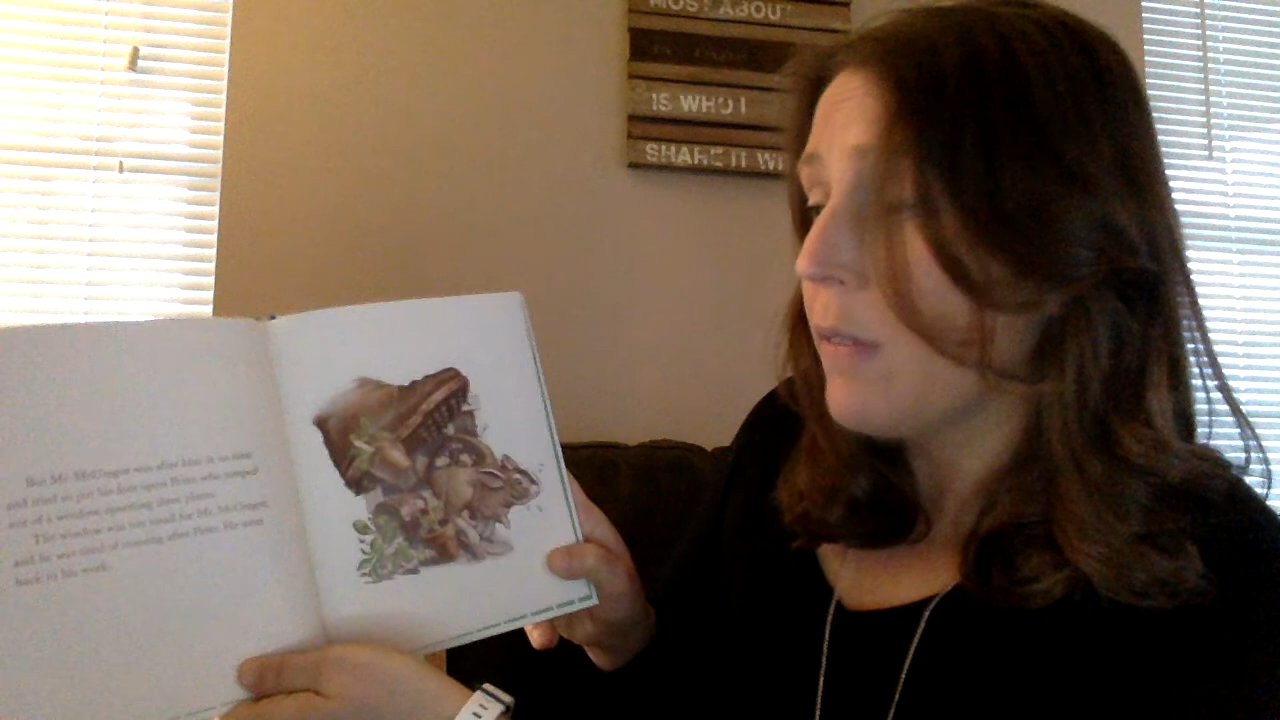 MOST ABOUT
IS WHO I
SHARE IT WI
But Mr. McGregor was after him in no time
and tried to put his foot upon Peter, who jumped
out of a window, upsetting three plants.
The window was too small for Mr. McGregor,
and he was tired of running after Peter. He went
back to his work.